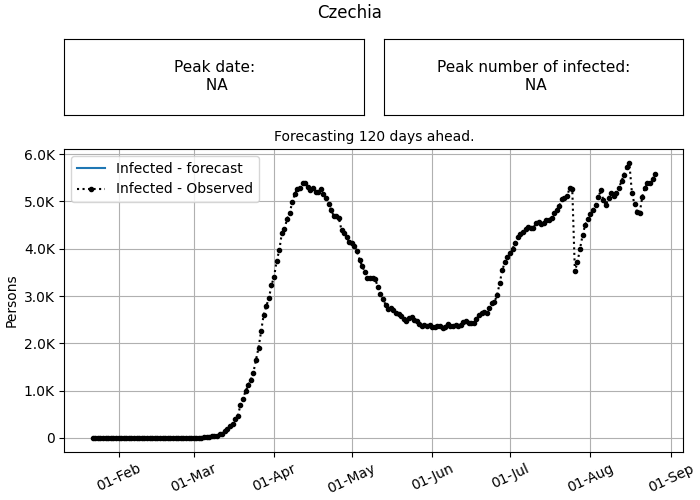 Czechia
Peak date:
NA
Peak number of infected:
NA
Forecasting 120 days ahead.
Infected - forecast
Infected - Observed
6.0K
5.0K
4.0K
3.0K
2.0K
1.0K
0
Persons
01-Feb
01-Mar
01-Apr
01-May
01-Jun
01-Jul
01-Aug
01-Sep